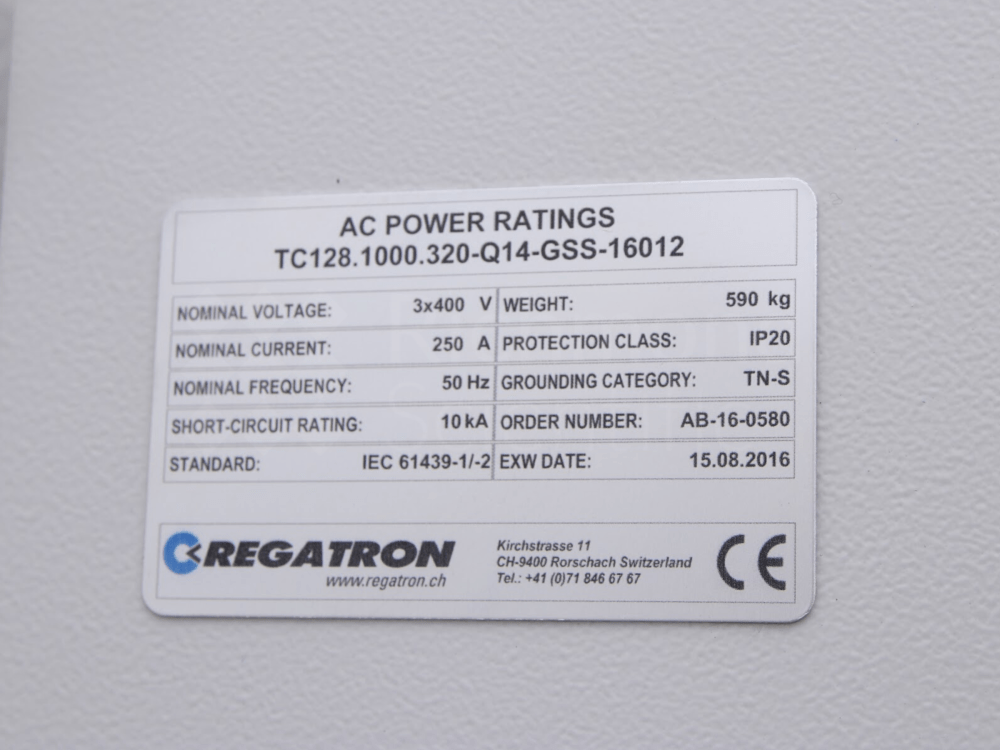 AC POWER RATINGS
TC128.1000.320-Q14-GSS-16012
NOMINAL VOLTAGE: 3x400 V WEIGHT: 590 kg
NOMINAL CURRENT: 250 A PROTECTION CLASS: IP20
NOMINAL FREQUENCY: 50 Hz GROUNDING CATEGORY: TN-S
SHORT-CIRCUIT RATING: 10 kA ORDER NUMBER: AB-16-0580
STANDARD: IEC 61439-1/-2 EXW DATE: 15.08.2016
REGATRON
www.regatron.ch
Kirchstrasse 11
CH-9400 Rorschach Switzerland
Tel.: +41 (0)71 846 67 67
CE